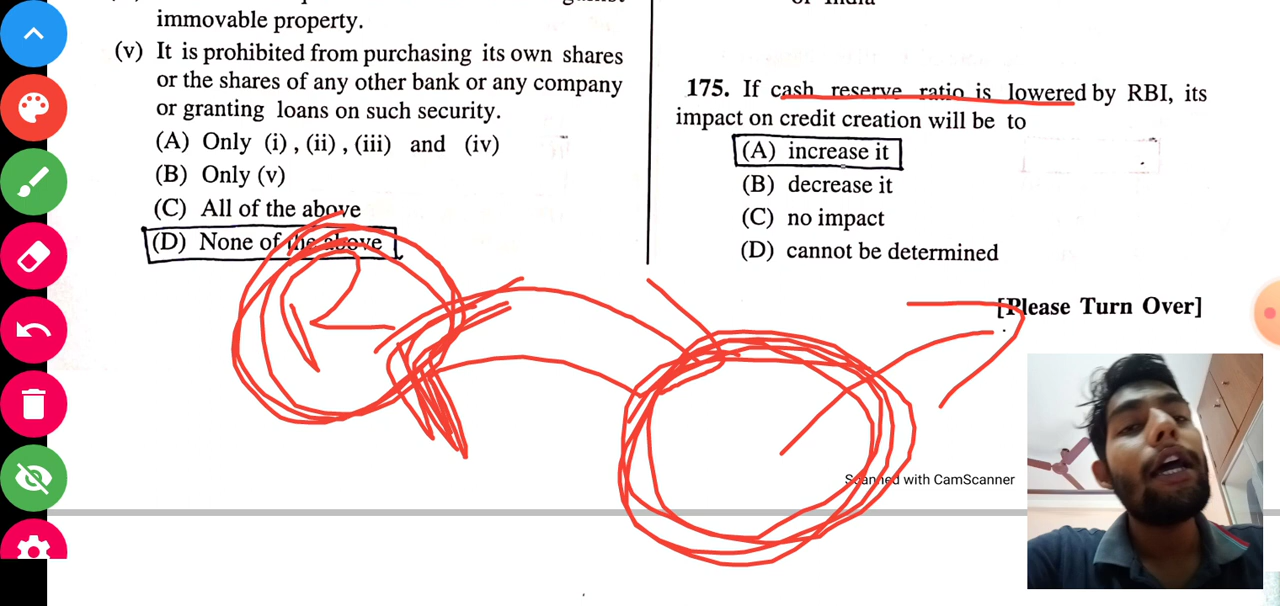 immovable property.
(v) It is prohibited from purchasing its own shares
or the shares of any other bank or any company
or granting loans on such security.
(A) Only (i) , (ii) , (iii) and (iv)
(B) Only (v)
(C) All of the above
(D) None of the above
175. If cash reserve ratio is lowered by RBI, its
impact on credit creation will be to
(A) increase it
(B) decrease it
(C) no impact
(D) cannot be determined
[Please Turn Over]
Scanned with CamScanner